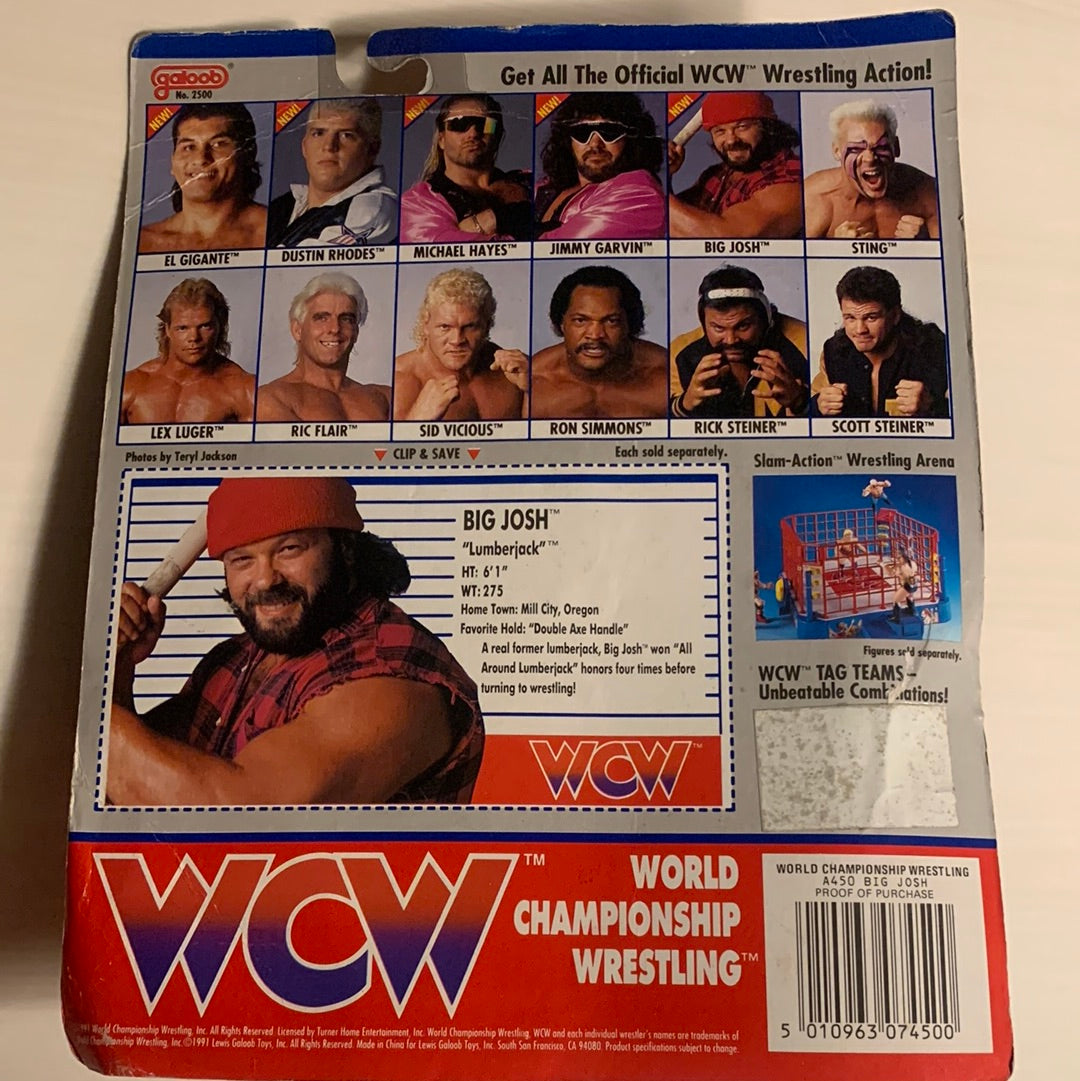 galoob®
No. 2500
Get All The Official WCW™ Wrestling Action!
NEW! NEW! NEW! NEW! NEW!
EL GIGANTE™ DUSTIN RHODES™ MICHAEL HAYES™ JIMMY GARVIN™ BIG JOSH™ STING™
LEX LUGER™ RIC FLAIR™ SID VICIOUS™ RON SIMMONS™ RICK STEINER™ SCOTT STEINER™
Photos by Teryl Jackson CLIP & SAVE Each sold separately.
BIG JOSH™
"Lumberjack"™
HT: 6'1"
WT: 275
Home Town: Mill City, Oregon
Favorite Hold: "Double Axe Handle"
A real former lumberjack, Big Josh™ won "All
Around Lumberjack" honors four times before
turning to wrestling!
WCW™
Slam-Action™ Wrestling Arena
Figures sold separately.
WCW™ TAG TEAMS–
Unbeatable Combinations!
WCW™
WORLD
CHAMPIONSHIP
WRESTLING™
WORLD CHAMPIONSHIP WRESTLING
A450 BIG JOSH
PROOF OF PURCHASE
5 010963 074500
World Championship Wrestling, Inc. All Rights Reserved. Licensed by Turner Home Entertainment, Inc. World Championship Wrestling, WCW and each individual wrestler's names are trademarks of
World Championship Wrestling, Inc. ©1991 Lewis Galoob Toys, Inc. All Rights Reserved. Made in China for Lewis Galoob Toys, Inc. South San Francisco, CA 94080. Product specifications subject to change.